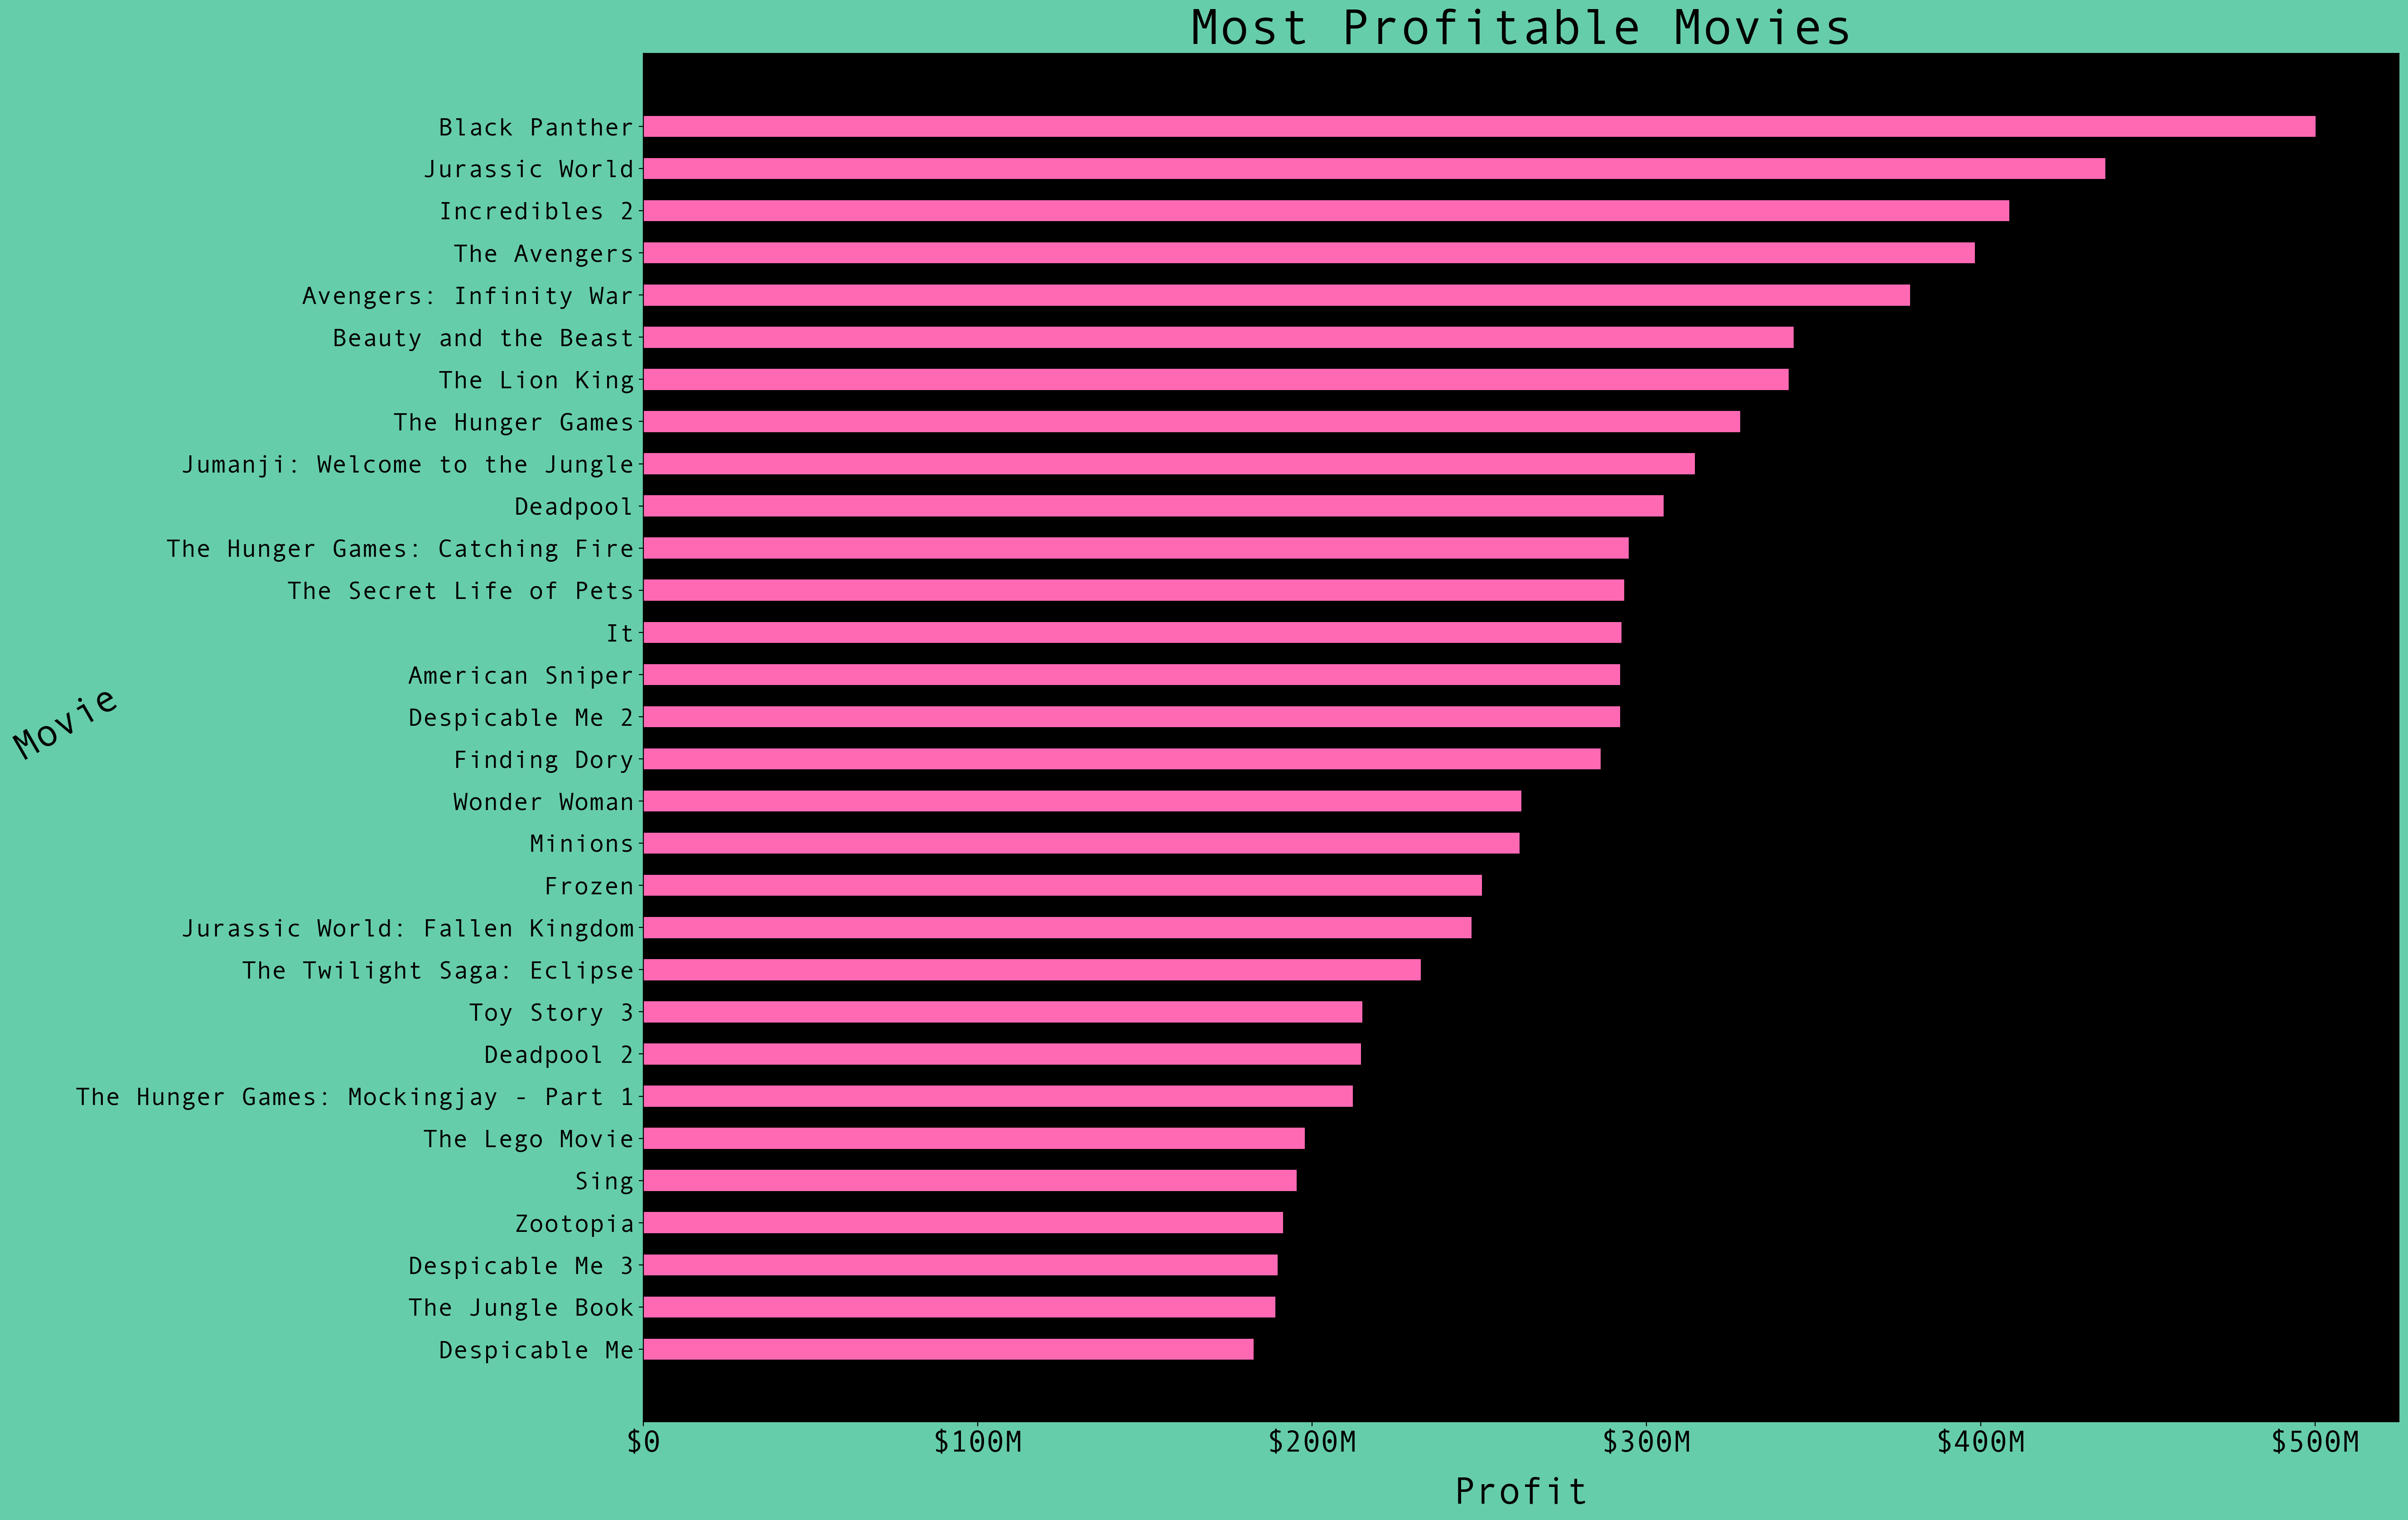 Most Profitable Movies
Black Panther
Jurassic World
Incredibles 2
The Avengers
Avengers: Infinity War
Beauty and the Beast
The Lion King
The Hunger Games
Jumanji: Welcome to the Jungle
Deadpool
The Hunger Games: Catching Fire
The Secret Life of Pets
It
American Sniper
Despicable Me 2
Finding Dory
Wonder Woman
Minions
Frozen
Jurassic World: Fallen Kingdom
The Twilight Saga: Eclipse
Toy Story 3
Deadpool 2
The Hunger Games: Mockingjay - Part 1
The Lego Movie
Sing
Zootopia
Despicable Me 3
The Jungle Book
Despicable Me
Movie
$0 $100M $200M $300M $400M $500M
Profit